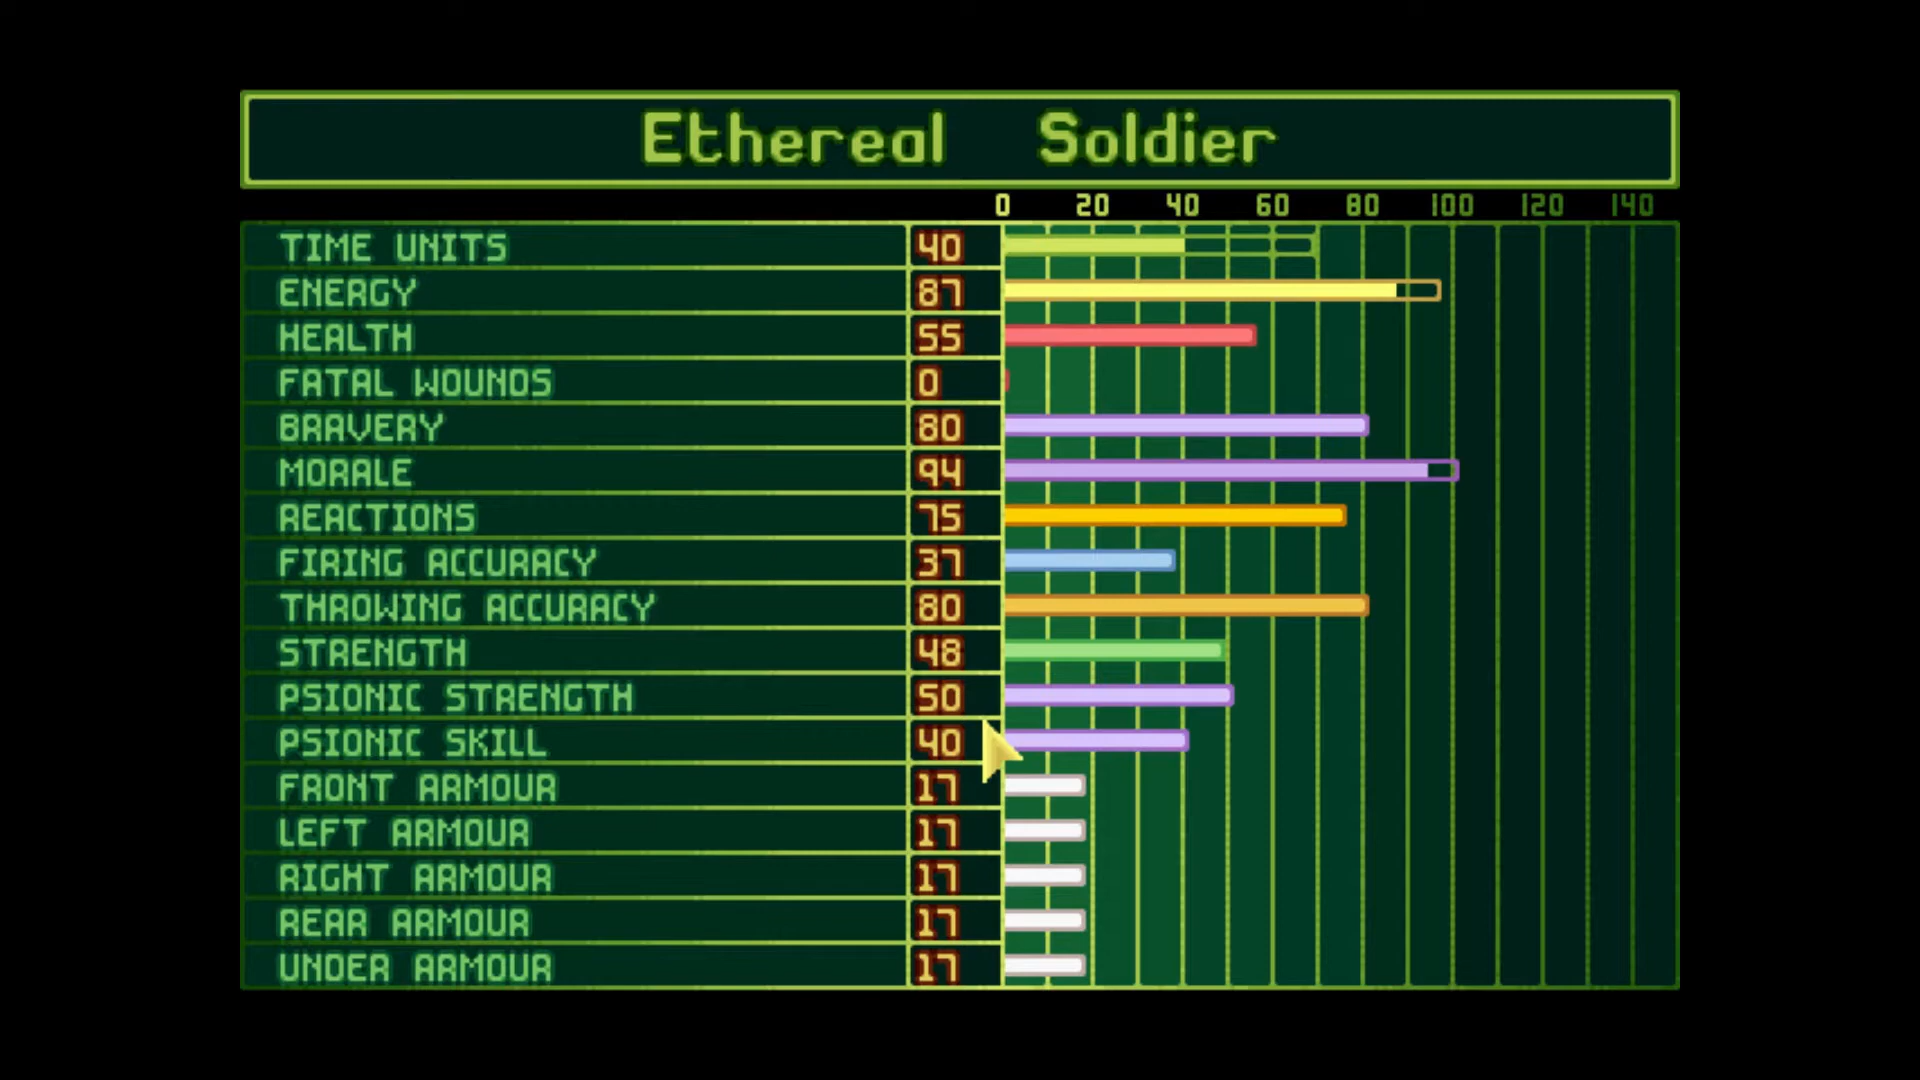 Ethereal Soldier
0 20 40 60 80 100 120 140
TIME UNITS 40
ENERGY 87
HEALTH 55
FATAL WOUNDS 0
BRAVERY 80
MORALE 94
REACTIONS 75
FIRING ACCURACY 37
THROWING ACCURACY 80
STRENGTH 48
PSIONIC STRENGTH 50
PSIONIC SKILL 40
FRONT ARMOUR 17
LEFT ARMOUR 17
RIGHT ARMOUR 17
REAR ARMOUR 17
UNDER ARMOUR 17